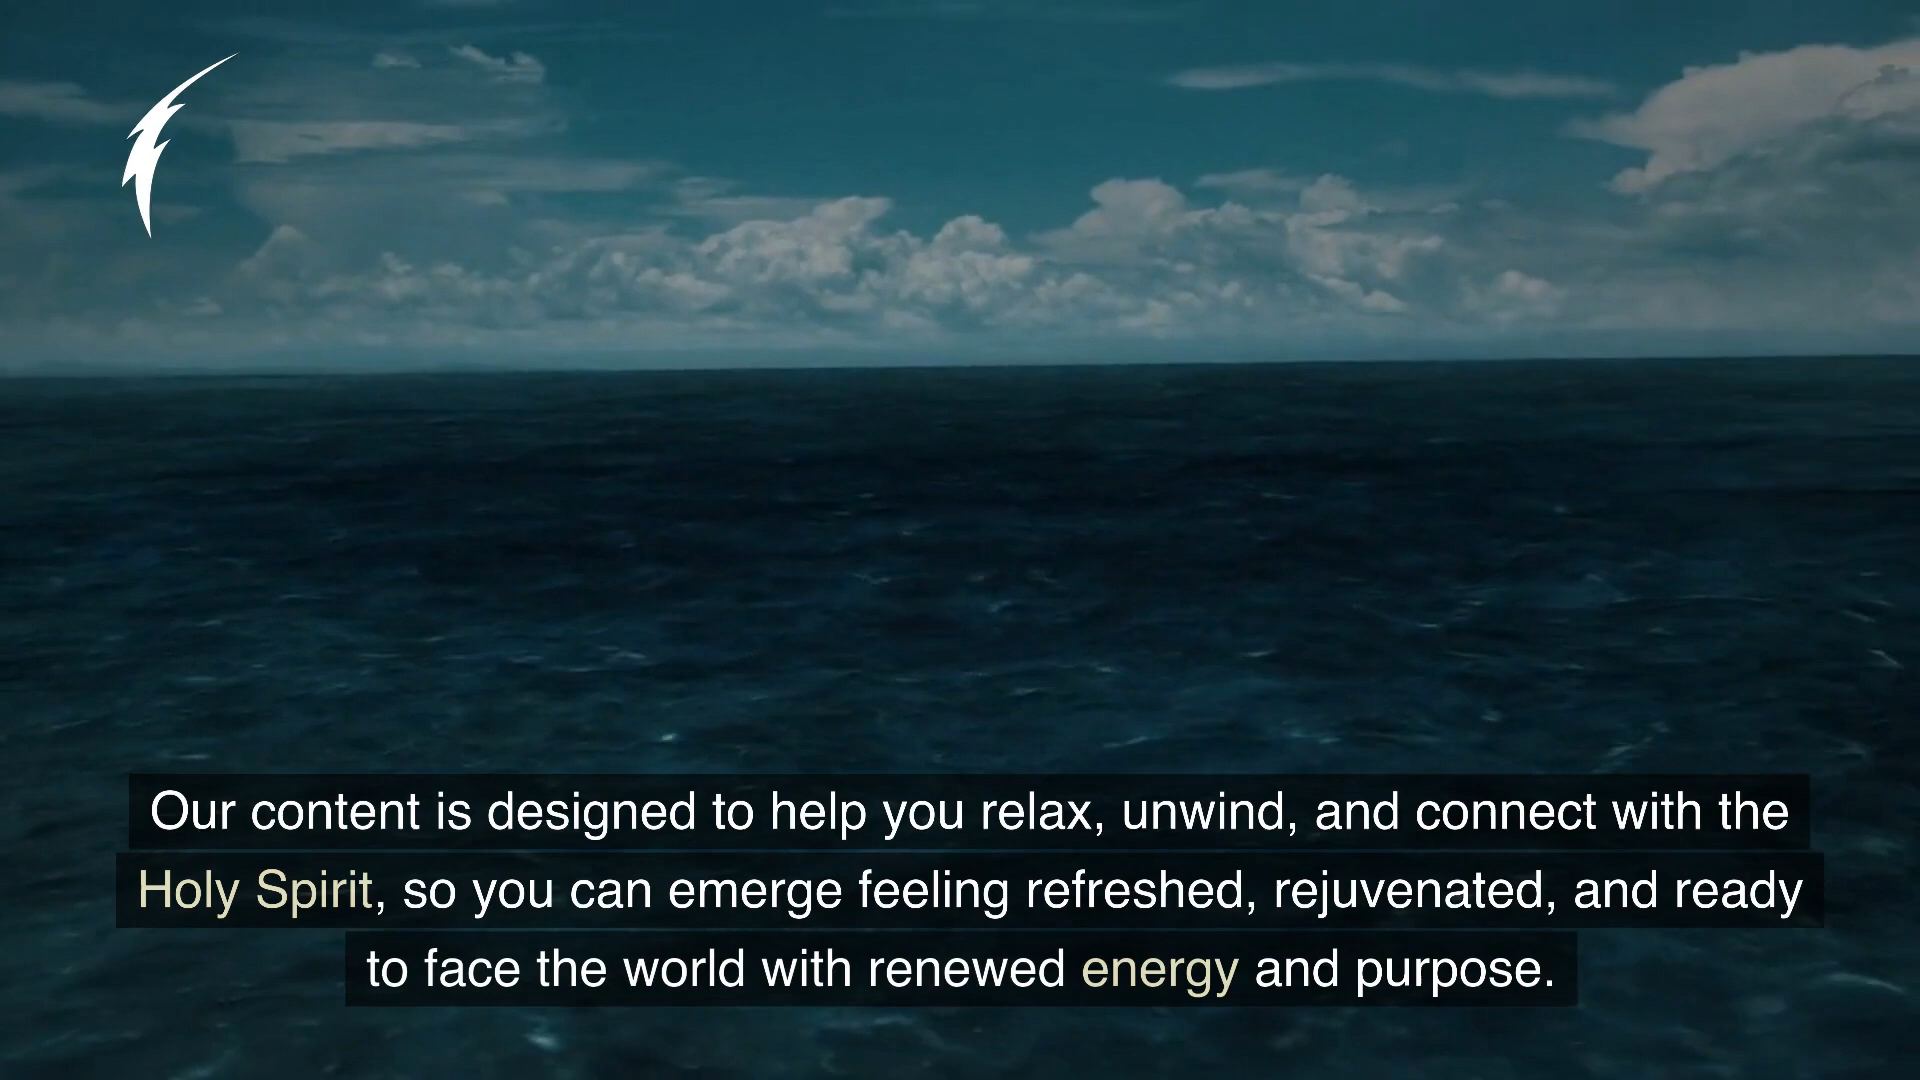 Our content is designed to help you relax, unwind, and connect with the
Holy Spirit, so you can emerge feeling refreshed, rejuvenated, and ready
to face the world with renewed energy and purpose.